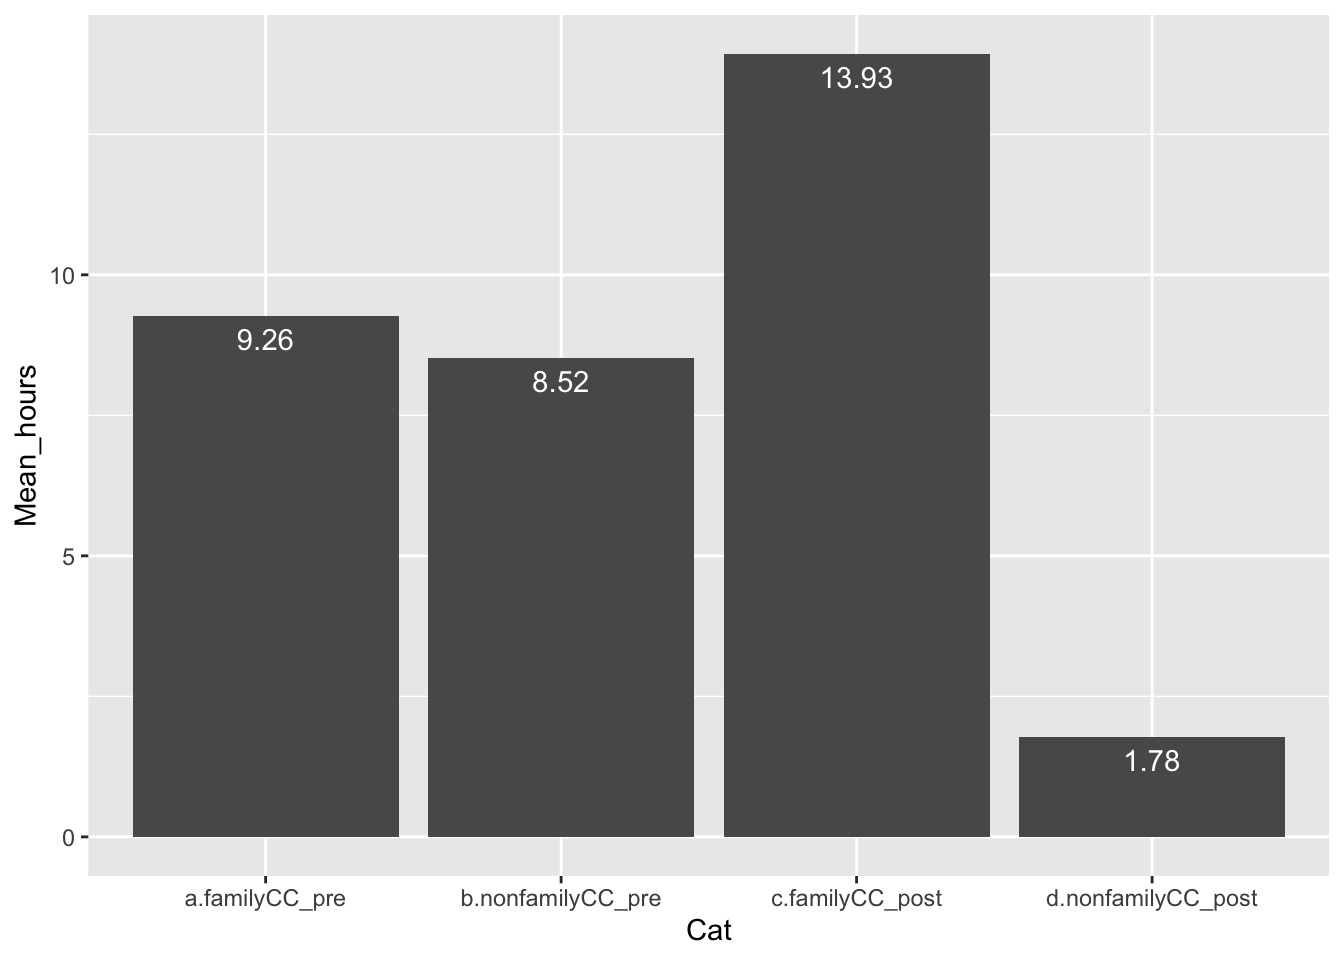 13.93
9.26
8.52
1.78
10
5
0
Mean_hours
a.familyCC_pre
b.nonfamilyCC_pre
c.familyCC_post
d.nonfamilyCC_post
Cat